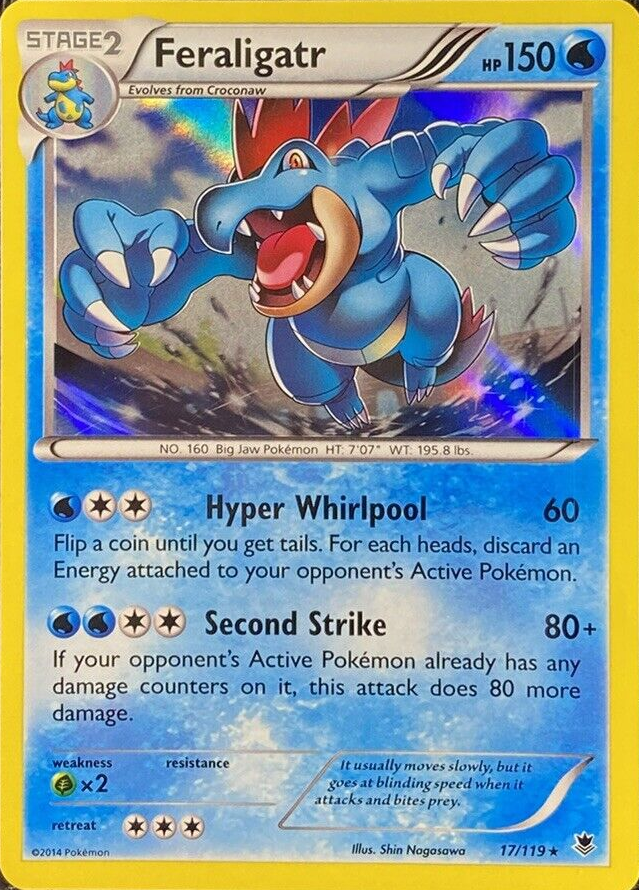 STAGE2
Feraligatr
HP150
Evolves from Croconaw
NO. 160 Big Jaw Pokémon HT: 7'07" WT: 195.8 lbs.
Hyper Whirlpool 60
Flip a coin until you get tails. For each heads, discard an
Energy attached to your opponent's Active Pokémon.
Second Strike 80+
If your opponent's Active Pokémon already has any
damage counters on it, this attack does 80 more
damage.
weakness resistance
×2
It usually moves slowly, but it
goes at blinding speed when it
attacks and bites prey.
retreat
©2014 Pokémon
Illus. Shin Nagasawa
17/119★